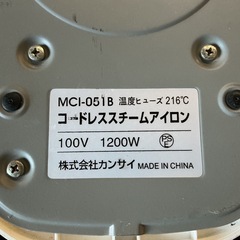 MCI-051B 温度ヒューズ 216℃
コードレススチームアイロン
100V 1200W
PSE
株式会社カンサイ MADE IN CHINA